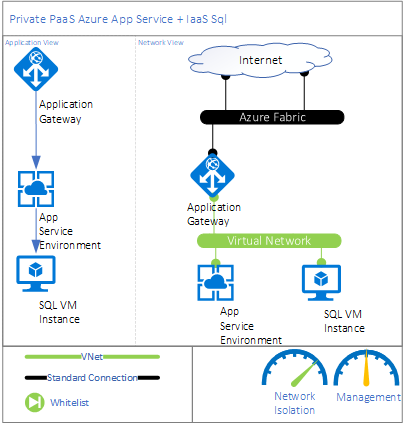 Private PaaS Azure App Service + IaaS Sql
Application View
Network View
Application
Gateway
App
Service
Environment
SQL VM
Instance
Internet
Azure Fabric
Application
Gateway
Virtual Network
App
Service
Environment
SQL VM
Instance
VNet
Standard Connection
Whitelist
Network
Isolation
Management